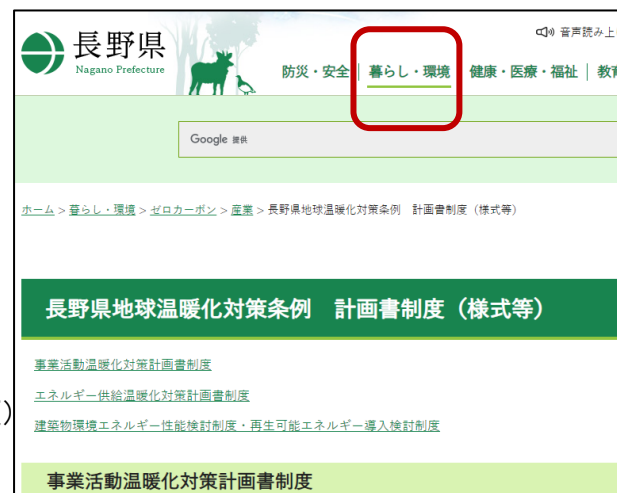 長野県
Nagano Prefecture
音声読み上
防災・安全 | 暮らし・環境 健康・医療・福祉 | 教育
Google 提供
ホーム > 暮らし・環境 > ゼロカーボン > 産業 > 長野県地球温暖化対策条例 計画書制度（様式等）
長野県地球温暖化対策条例 計画書制度（様式等）
事業活動温暖化対策計画書制度
エネルギー供給温暖化対策計画書制度
)
建築物環境エネルギー性能検討制度・再生可能エネルギー導入検討制度
事業活動温暖化対策計画書制度